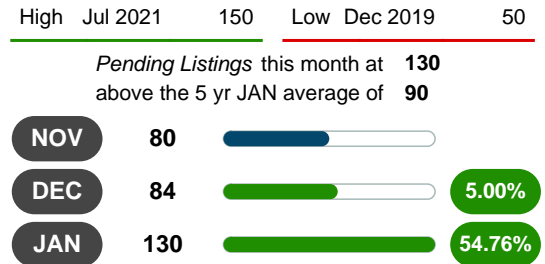 High Jul 2021 150 Low Dec 2019 50
Pending Listings this month at 130
above the 5 yr JAN average of 90
NOV 80
DEC 84 5.00%
JAN 130 54.76%